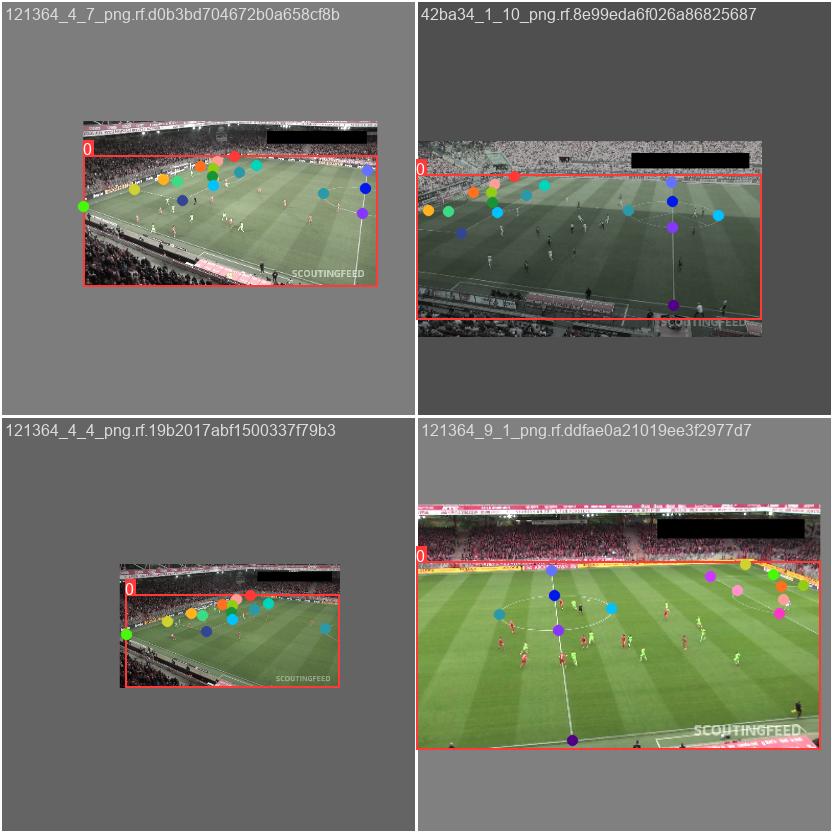 121364_4_7_png.rf.d0b3bd704672b0a658cf8b
42ba34_1_10_png.rf.8e99eda6f026a86825687
0
SCOUTINGFEED
0
SCOUTINGFEED
121364_4_4_png.rf.19b2017abf1500337f79b3
121364_9_1_png.rf.ddfae0a21019ee3f2977d7
0
SCOUTINGFEED
0
SCOUTINGFEED